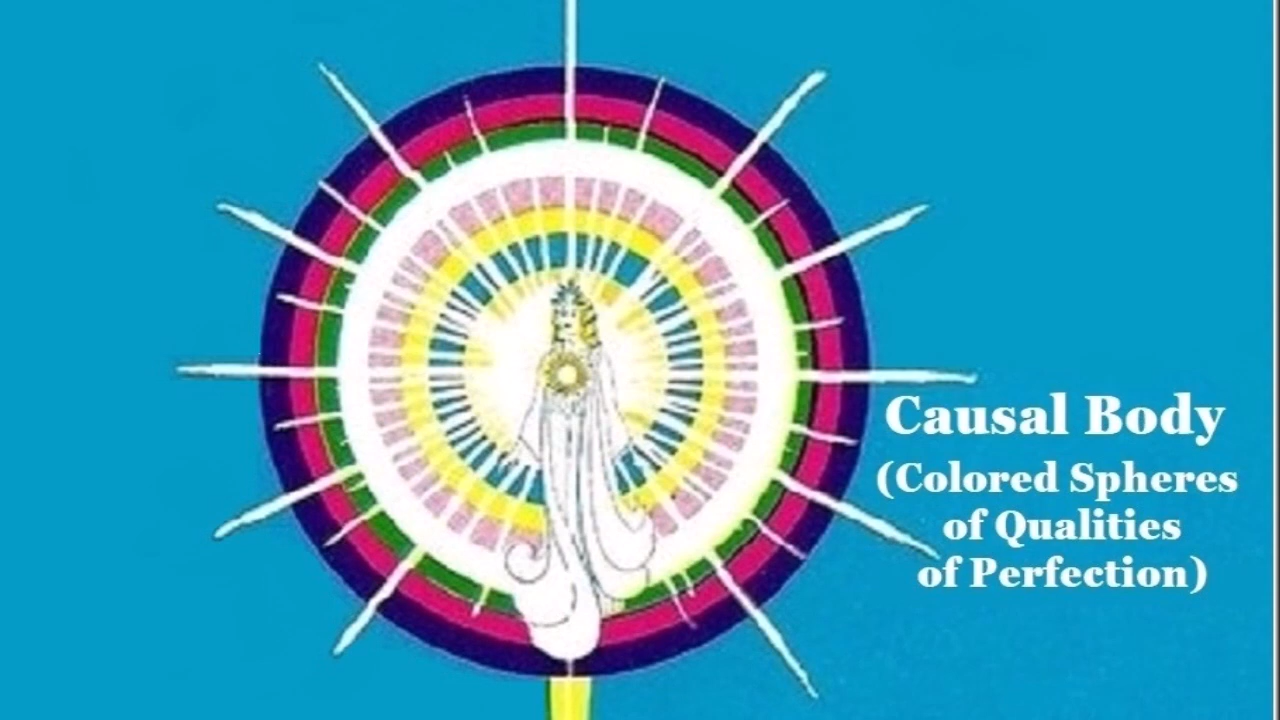 Causal Body
(Colored Spheres
of Qualities
of Perfection)